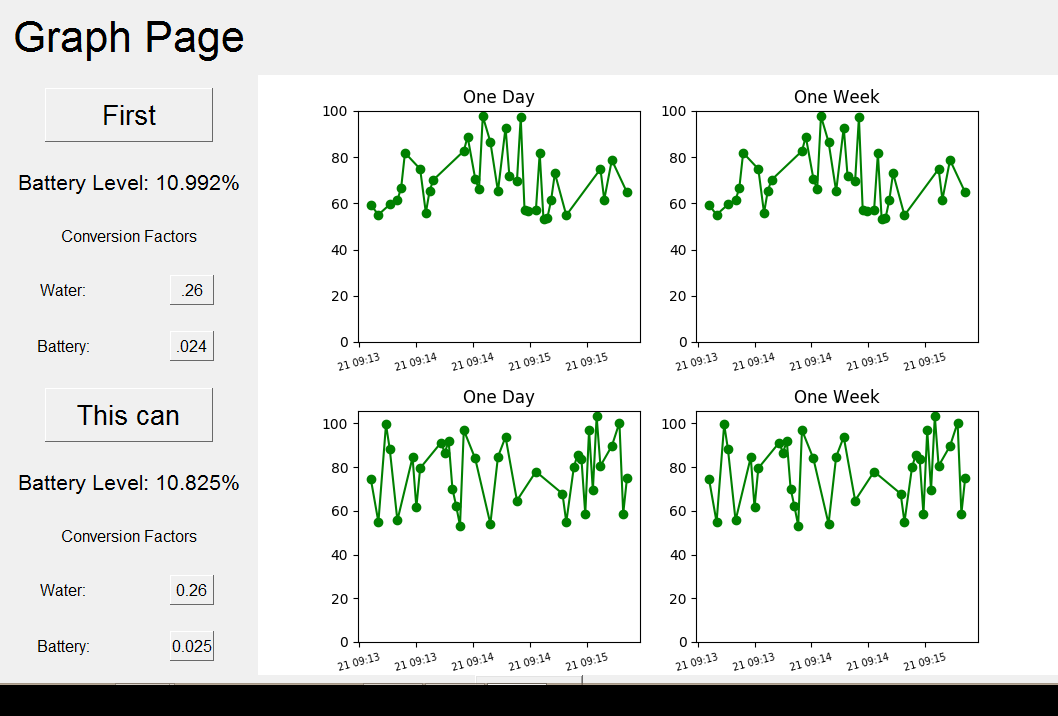 Graph Page
First
Battery Level: 10.992%
Conversion Factors
Water: .26
Battery: .024
One Day
100
80
60
40
20
0
21 09:13 21 09:14 21 09:14 21 09:15 21 09:15
One Week
100
80
60
40
20
0
21 09:13 21 09:14 21 09:14 21 09:15 21 09:15
This can
Battery Level: 10.825%
Conversion Factors
Water: 0.26
Battery: 0.025
One Day
100
80
60
40
20
0
21 09:13 21 09:13 21 09:14 21 09:15 21 09:15
One Week
100
80
60
40
20
0
21 09:13 21 09:13 21 09:14 21 09:15 21 09:15